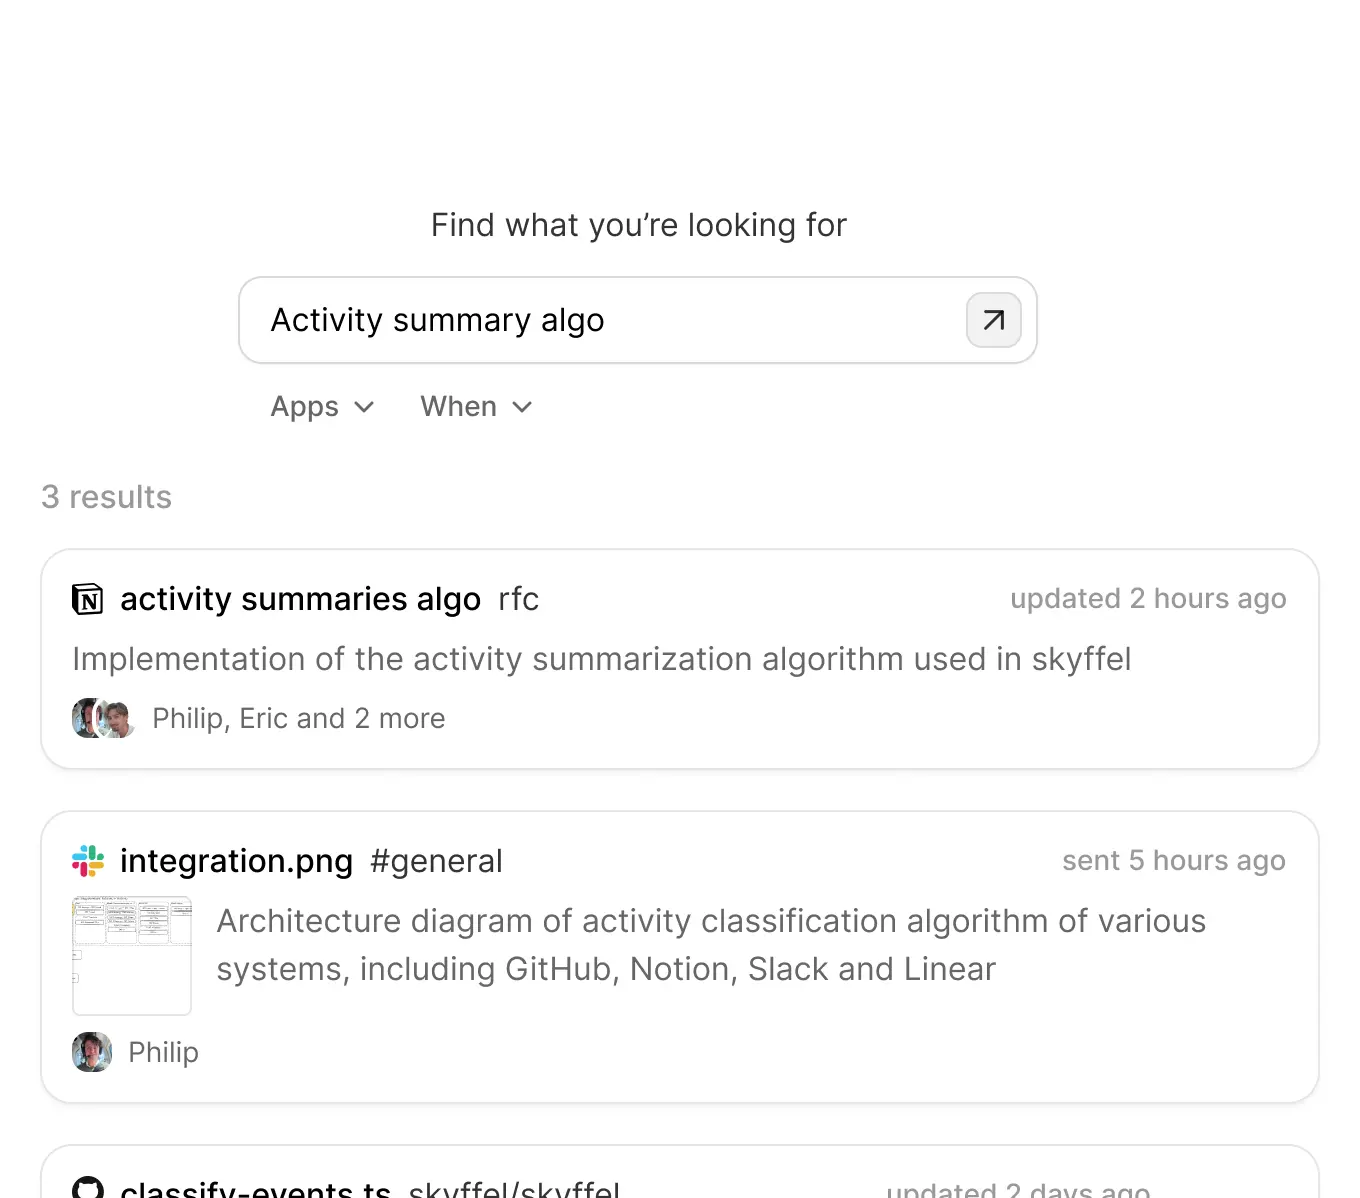 Find what you’re looking for
Activity summary algo
Apps When
3 results
activity summaries algo rfc updated 2 hours ago
Implementation of the activity summarization algorithm used in skyffel
Philip, Eric and 2 more
integration.png #general sent 5 hours ago
Architecture diagram of activity classification algorithm of various
systems, including GitHub, Notion, Slack and Linear
Philip
classify-events.ts skyffel/skyffel updated 2 days ago